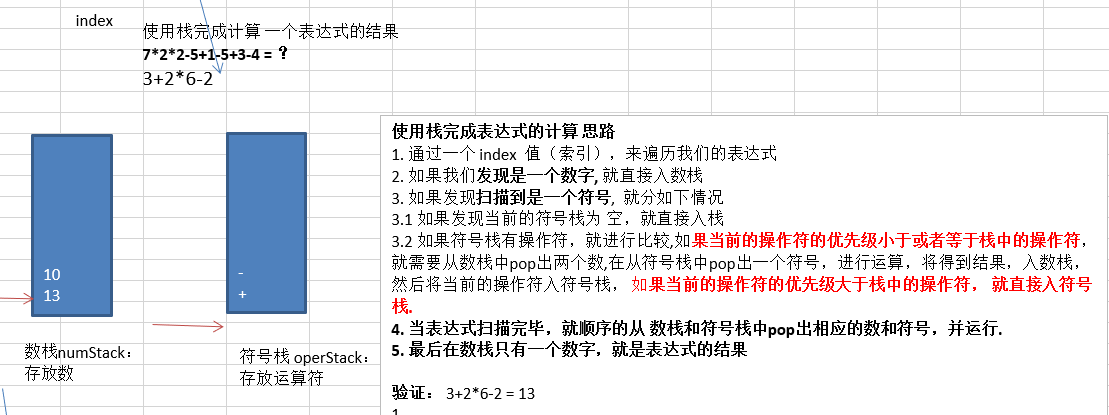 index
使用栈完成计算 一个表达式的结果
7*2*2-5+1-5+3-4 = ?
3+2*6-2
10
13
-
+
数栈numStack:
存放数
符号栈 operStack:
存放运算符
使用栈完成表达式的计算 思路
1. 通过一个 index 值（索引），来遍历我们的表达式
2. 如果我们发现是一个数字, 就直接入数栈
3. 如果发现扫描到是一个符号, 就分如下情况
3.1 如果发现当前的符号栈为 空，就直接入栈
3.2 如果符号栈有操作符，就进行比较,如果当前的操作符的优先级小于或者等于栈中的操作符，
就需要从数栈中pop出两个数,在从符号栈中pop出一个符号，进行运算，将得到结果，入数栈，
然后将当前的操作符入符号栈， 如果当前的操作符的优先级大于栈中的操作符， 就直接入符号
栈.
4. 当表达式扫描完毕，就顺序的从 数栈和符号栈中pop出相应的数和符号，并运行.
5. 最后在数栈只有一个数字，就是表达式的结果
验证： 3+2*6-2 = 13